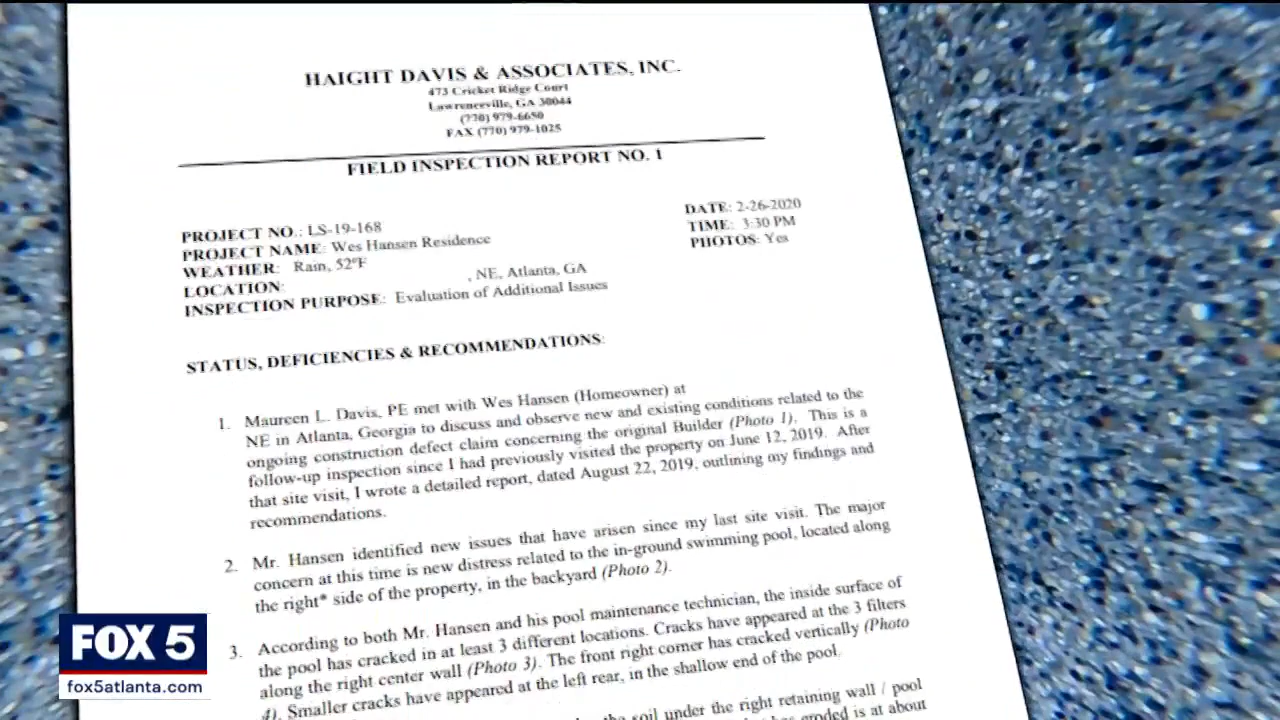 HAIGHT DAVIS & ASSOCIATES, INC.
473 Cricket Ridge Court
Lawrenceville, GA 30044
(770) 979-6650
FAX (770) 979-1025
FIELD INSPECTION REPORT NO. 1
PROJECT NO.: LS-19-168
PROJECT NAME: Wes Hansen Residence
WEATHER: Rain, 52°F
LOCATION: , NE, Atlanta, GA
INSPECTION PURPOSE: Evaluation of Additional Issues
DATE: 2-26-2020
TIME: 3:30 PM
PHOTOS: Yes
STATUS, DEFICIENCIES & RECOMMENDATIONS:
1. Maureen L. Davis, PE met with Wes Hansen (Homeowner) at
NE in Atlanta, Georgia to discuss and observe new and existing conditions related to the
ongoing construction defect claim concerning the original Builder (Photo 1). This is a
follow-up inspection since I had previously visited the property on June 12, 2019. After
that site visit, I wrote a detailed report, dated August 22, 2019, outlining my findings and
recommendations.
2. Mr. Hansen identified new issues that have arisen since my last site visit. The major
concern at this time is new distress related to the in-ground swimming pool, located along
the right* side of the property, in the backyard (Photo 2).
3. According to both Mr. Hansen and his pool maintenance technician, the inside surface of
the pool has cracked in at least 3 different locations. Cracks have appeared at the 3 filters
along the right center wall (Photo 3). The front right corner has cracked vertically (Photo
4). Smaller cracks have appeared at the left rear, in the shallow end of the pool.
the soil under the right retaining wall / pool
eroded is at about
FOX 5
fox5atlanta.com